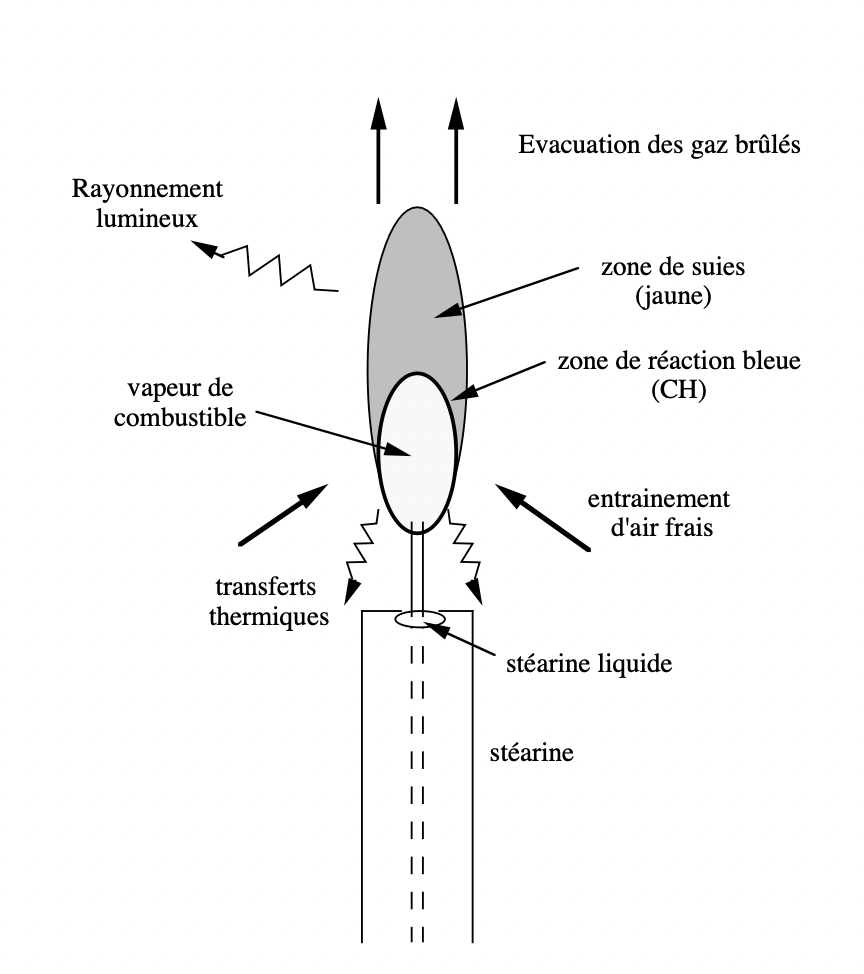 Evacuation des gaz brûlés
Rayonnement
lumineux
zone de suies
(jaune)
zone de réaction bleue
(CH)
vapeur de
combustible
entrainement
d'air frais
transferts
thermiques
stéarine liquide
stéarine